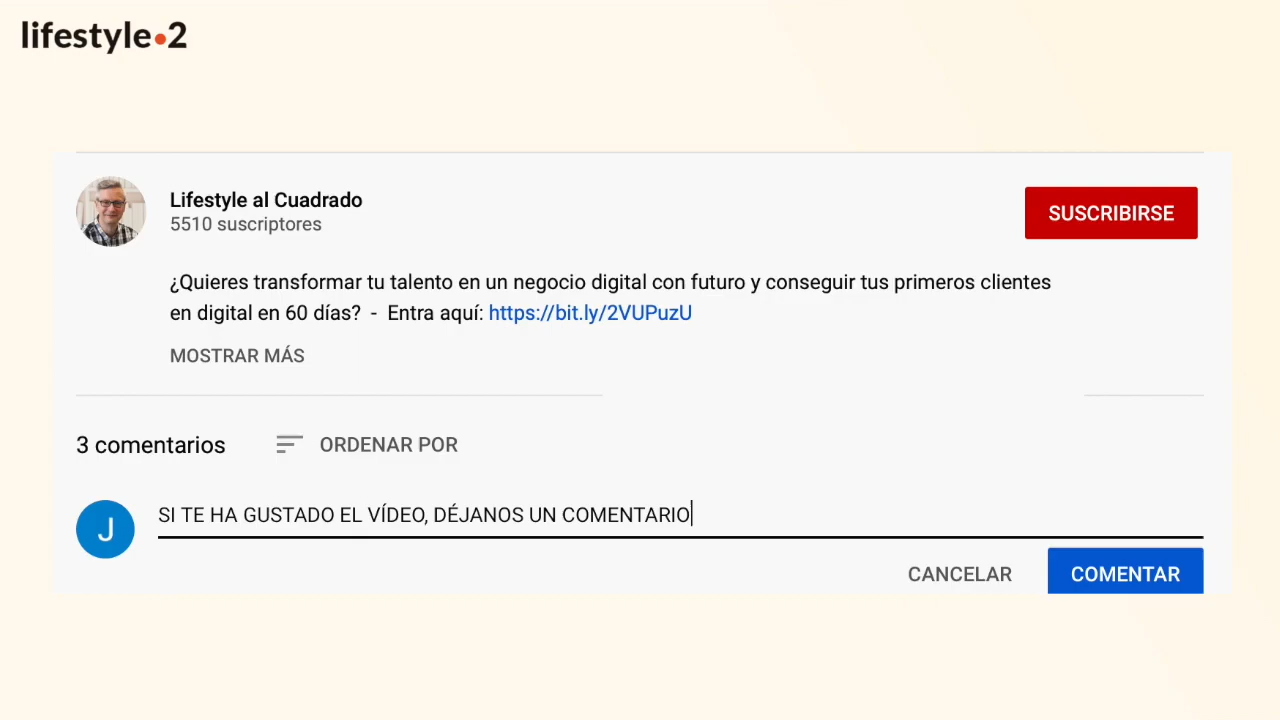 lifestyle•2
Lifestyle al Cuadrado
5510 suscriptores
SUSCRIBIRSE
¿Quieres transformar tu talento en un negocio digital con futuro y conseguir tus primeros clientes
en digital en 60 días? - Entra aquí: https://bit.ly/2VUPuzU
MOSTRAR MÁS
3 comentarios
ORDENAR POR
J
SI TE HA GUSTADO EL VÍDEO, DÉJANOS UN COMENTARIO
CANCELAR
COMENTAR